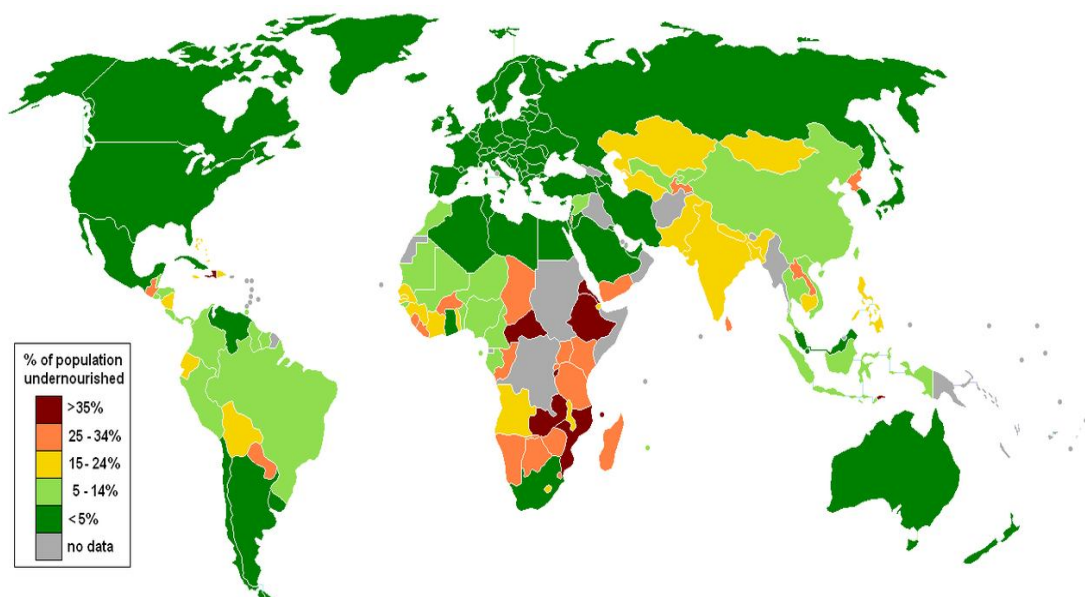 % of population
undernourished
>35%
25 - 34%
15 - 24%
5 - 14%
<5%
no data